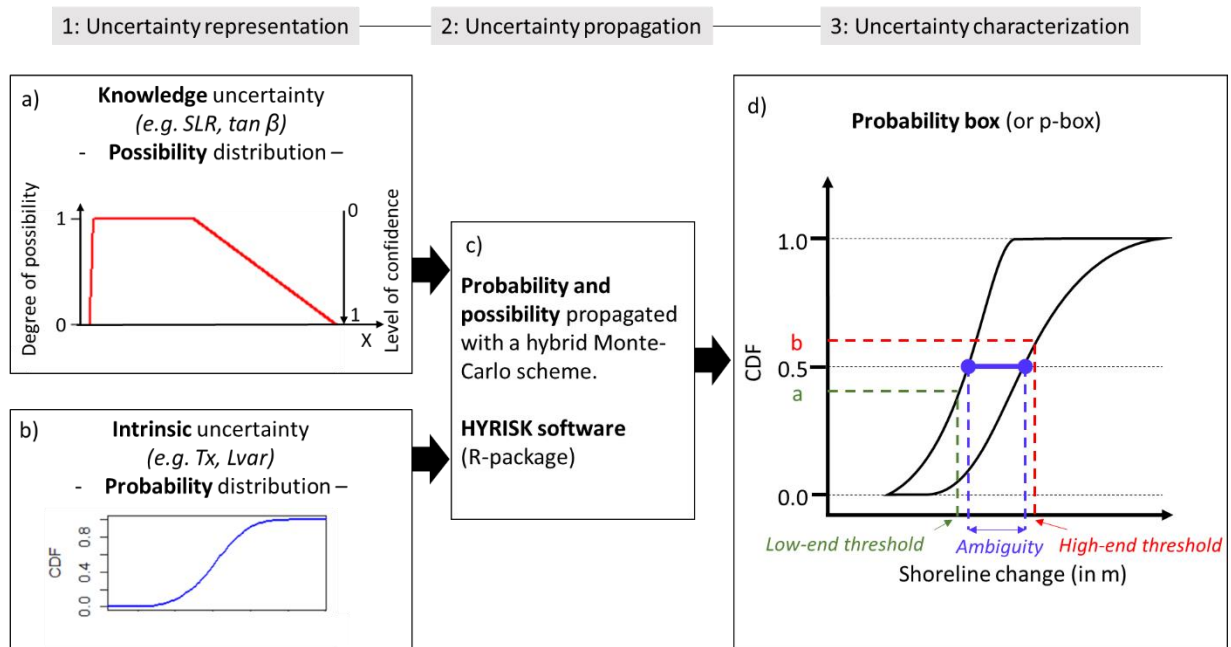 1: Uncertainty representation
2: Uncertainty propagation
3: Uncertainty characterization
a)
Knowledge uncertainty
(e.g. SLR, tan β)
- Possibility distribution –
Degree of possibility
1
0
0
1
X
Level of confidence
b)
Intrinsic uncertainty
(e.g. Tx, Lvar)
- Probability distribution –
CDF
0.0 0.4 0.8
c)
Probability and
possibility propagated
with a hybrid Monte-
Carlo scheme.
HYRISK software
(R-package)
d)
Probability box (or p-box)
CDF
1.0
b
0.5
a
0.0
Low-end threshold
Ambiguity
High-end threshold
Shoreline change (in m)